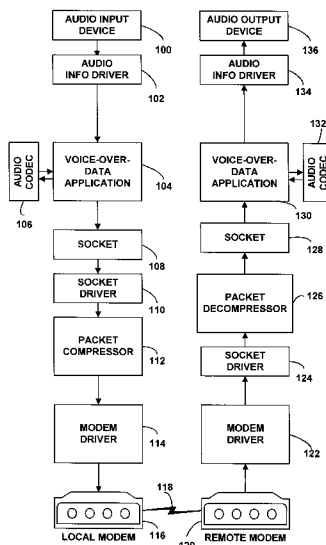 AUDIO INPUT
DEVICE
100
AUDIO
INFO DRIVER
102
VOICE-OVER-
DATA
APPLICATION
104
AUDIO
CODEC
106
SOCKET
108
SOCKET
DRIVER
110
PACKET
COMPRESSOR
112
MODEM
DRIVER
114
LOCAL MODEM
116
118
AUDIO OUTPUT
DEVICE
136
AUDIO
INFO DRIVER
134
VOICE-OVER-
DATA
APPLICATION
130
132
AUDIO
CODEC
SOCKET
128
PACKET
DECOMPRESSOR
126
SOCKET
DRIVER
124
MODEM
DRIVER
122
REMOTE MODEM
120